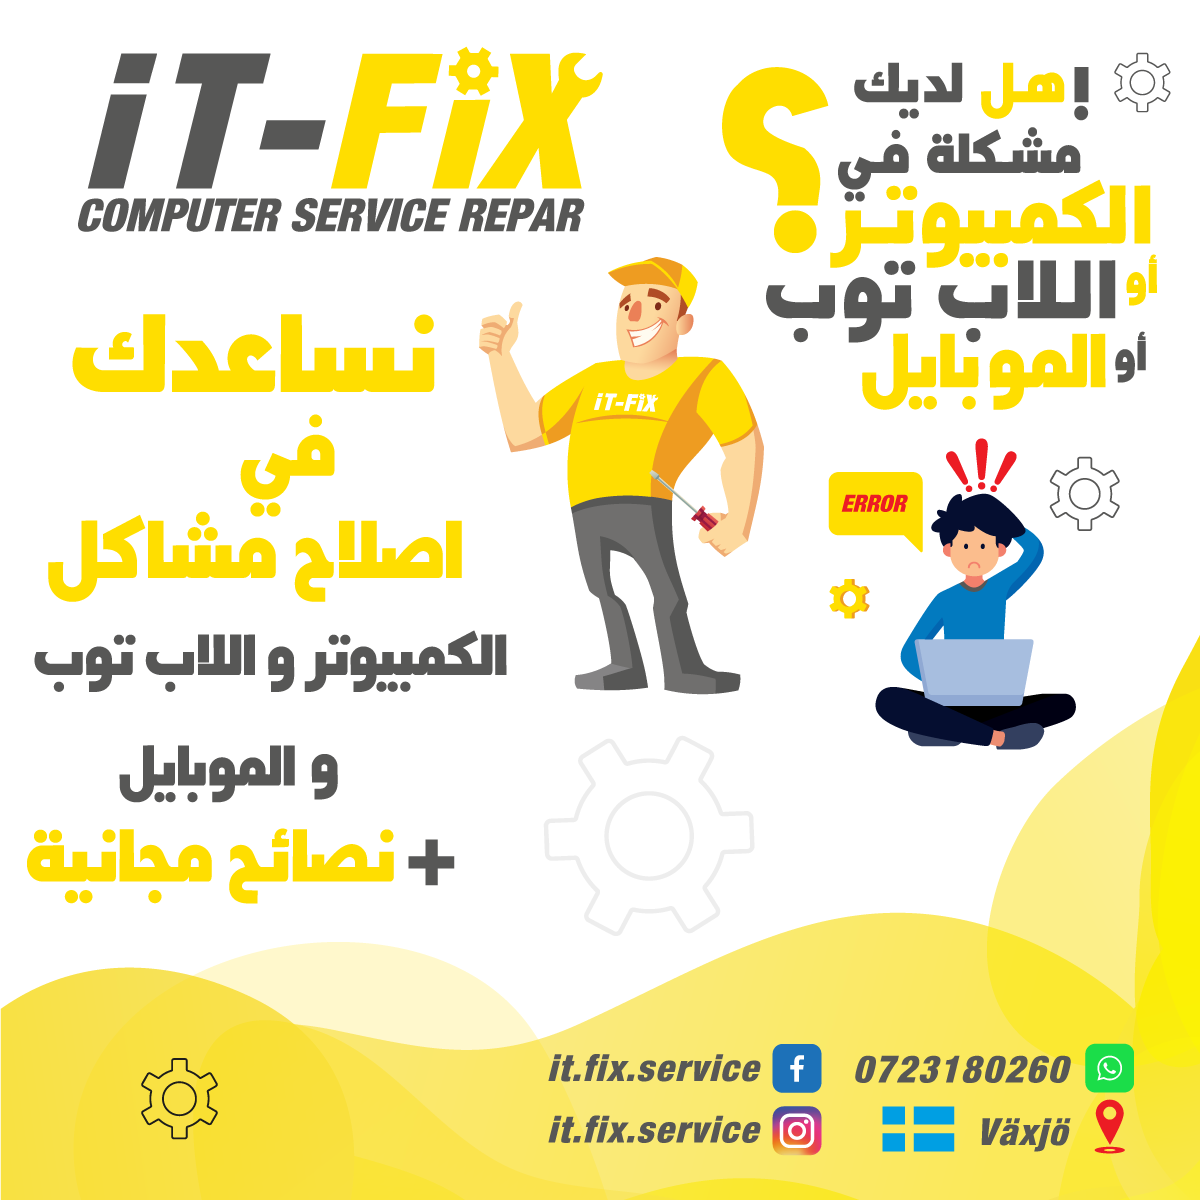 iT-FiX
COMPUTER SERVICE REPAR
! هل لديك
مشكلة في
الكمبيوتر ؟
أو اللاب توب
أو الموبايل
نساعدك
في
اصلاح مشاكل
الكمبيوتر و اللاب توب
و الموبايل
+ نصائح مجانية
iT-FiX
ERROR
it.fix.service
0723180260
it.fix.service
Växjö